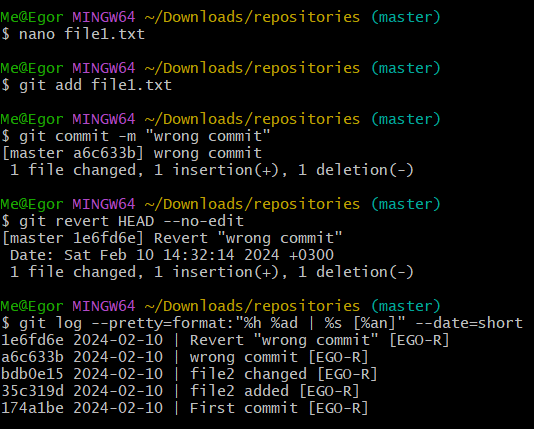 Me@Egor MINGW64 ~/Downloads/repositories (master)
$ nano file1.txt
Me@Egor MINGW64 ~/Downloads/repositories (master)
$ git add file1.txt
Me@Egor MINGW64 ~/Downloads/repositories (master)
$ git commit -m "wrong commit"
[master a6c633b] wrong commit
 1 file changed, 1 insertion(+), 1 deletion(-)
Me@Egor MINGW64 ~/Downloads/repositories (master)
$ git revert HEAD --no-edit
[master 1e6fd6e] Revert "wrong commit"
 Date: Sat Feb 10 14:32:14 2024 +0300
 1 file changed, 1 insertion(+), 1 deletion(-)
Me@Egor MINGW64 ~/Downloads/repositories (master)
$ git log --pretty=format:"%h %ad | %s [%an]" --date=short
1e6fd6e 2024-02-10 | Revert "wrong commit" [EGO-R]
a6c633b 2024-02-10 | wrong commit [EGO-R]
bdb0e15 2024-02-10 | file2 changed [EGO-R]
35c319d 2024-02-10 | file2 added [EGO-R]
174a1be 2024-02-10 | First commit [EGO-R]